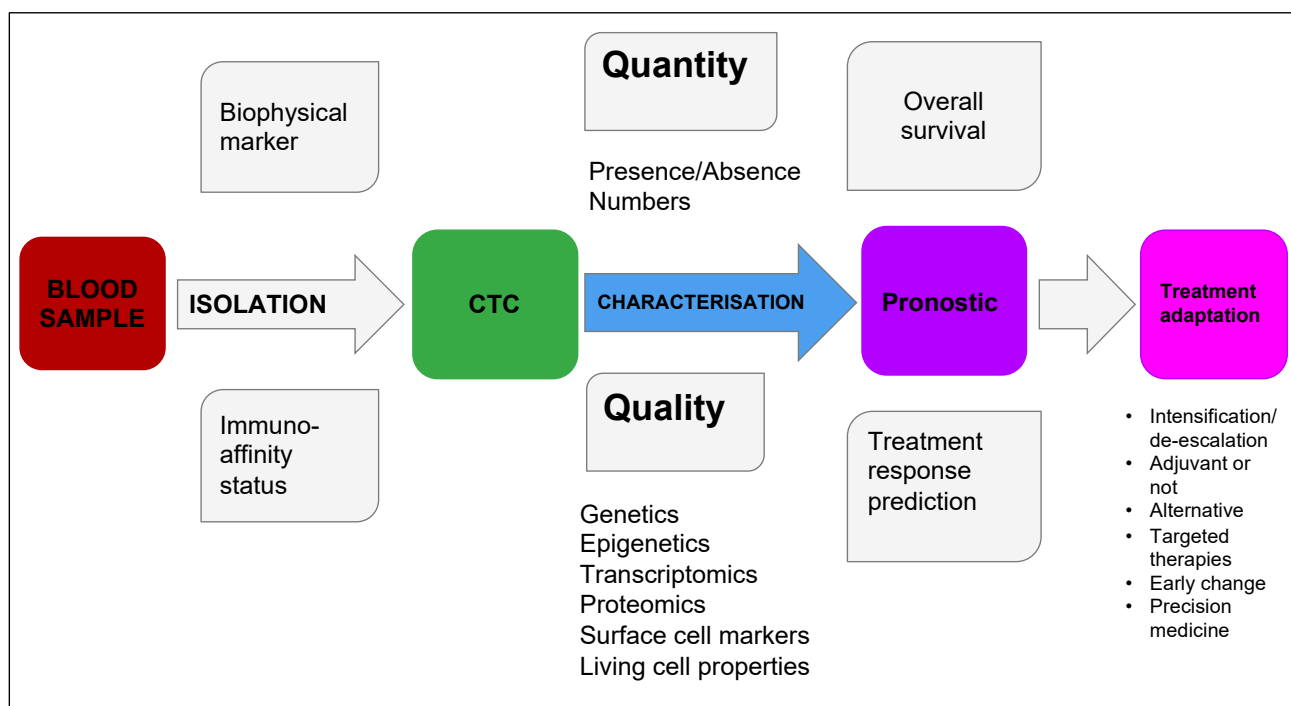 Biophysical
marker
Quantity
Presence/Absence
Numbers
Overall
survival
BLOOD
SAMPLE
ISOLATION
CTC
CHARACTERISATION
Pronostic
Treatment
adaptation
Immuno-
affinity
status
Quality
Genetics
Epigenetics
Transcriptomics
Proteomics
Surface cell markers
Living cell properties
Treatment
response
prediction
• Intensification/
de-escalation
• Adjuvant or
not
• Alternative
• Targeted
therapies
• Early change
• Precision
medicine